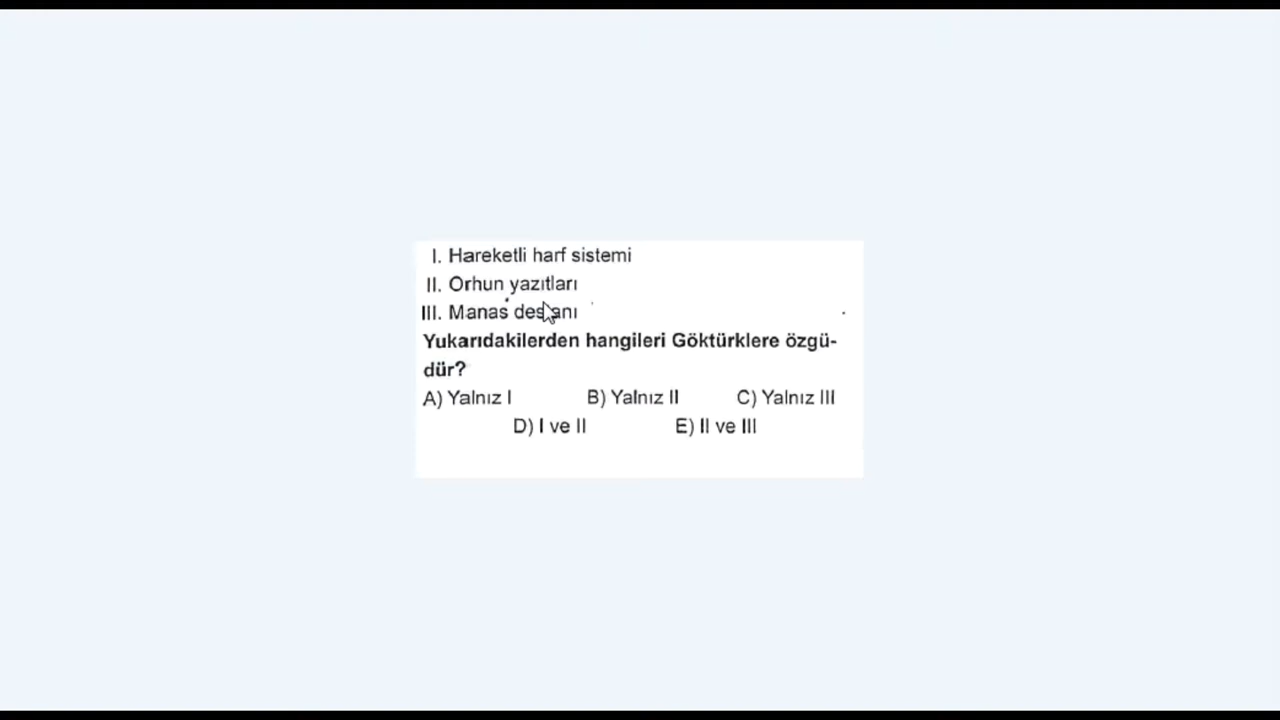 I. Hareketli harf sistemi
II. Orhun yazıtları
III. Manas destanı
Yukarıdakilerden hangileri Göktürklere özgü-
dür?
A) Yalnız I B) Yalnız II C) Yalnız III
D) I ve II E) II ve III